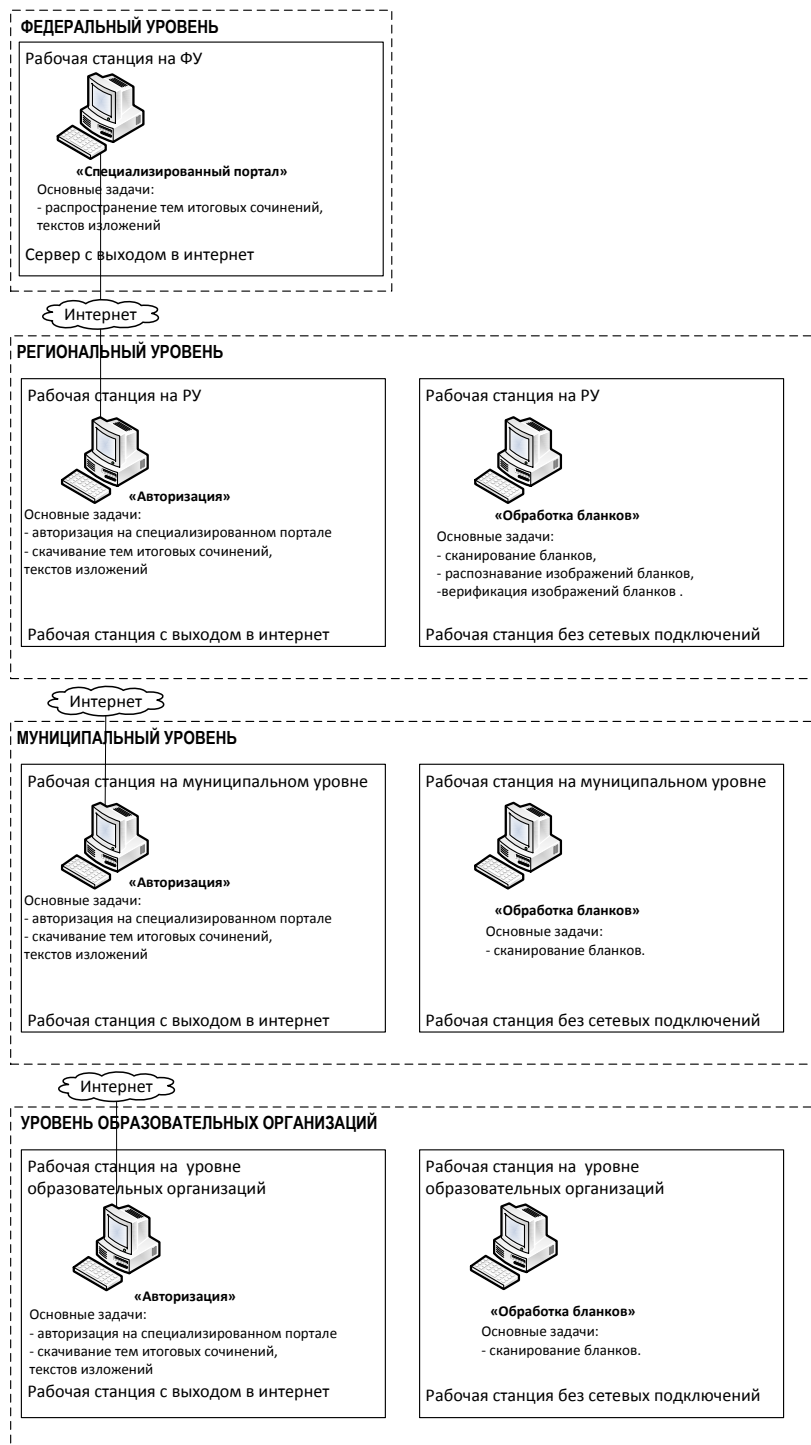 ФЕДЕРАЛЬНЫЙ УРОВЕНЬ
Рабочая станция на ФУ
«Специализированный портал»
Основные задачи:
- распространение тем итоговых сочинений,
текстов изложений
Сервер с выходом в интернет
Интернет
РЕГИОНАЛЬНЫЙ УРОВЕНЬ
Рабочая станция на РУ
«Авторизация»
Основные задачи:
- авторизация на специализированном портале
- скачивание тем итоговых сочинений,
текстов изложений
Рабочая станция с выходом в интернет
Рабочая станция на РУ
«Обработка бланков»
Основные задачи:
- сканирование бланков,
- распознавание изображений бланков,
-верификация изображений бланков .
Рабочая станция без сетевых подключений
Интернет
МУНИЦИПАЛЬНЫЙ УРОВЕНЬ
Рабочая станция на муниципальном уровне
«Авторизация»
Основные задачи:
- авторизация на специализированном портале
- скачивание тем итоговых сочинений,
текстов изложений
Рабочая станция с выходом в интернет
Рабочая станция на муниципальном уровне
«Обработка бланков»
Основные задачи:
- сканирование бланков.
Рабочая станция без сетевых подключений
Интернет
УРОВЕНЬ ОБРАЗОВАТЕЛЬНЫХ ОРГАНИЗАЦИЙ
Рабочая станция на уровне
образовательных организаций
«Авторизация»
Основные задачи:
- авторизация на специализированном портале
- скачивание тем итоговых сочинений,
текстов изложений
Рабочая станция с выходом в интернет
Рабочая станция на уровне
образовательных организаций
«Обработка бланков»
Основные задачи:
- сканирование бланков.
Рабочая станция без сетевых подключений